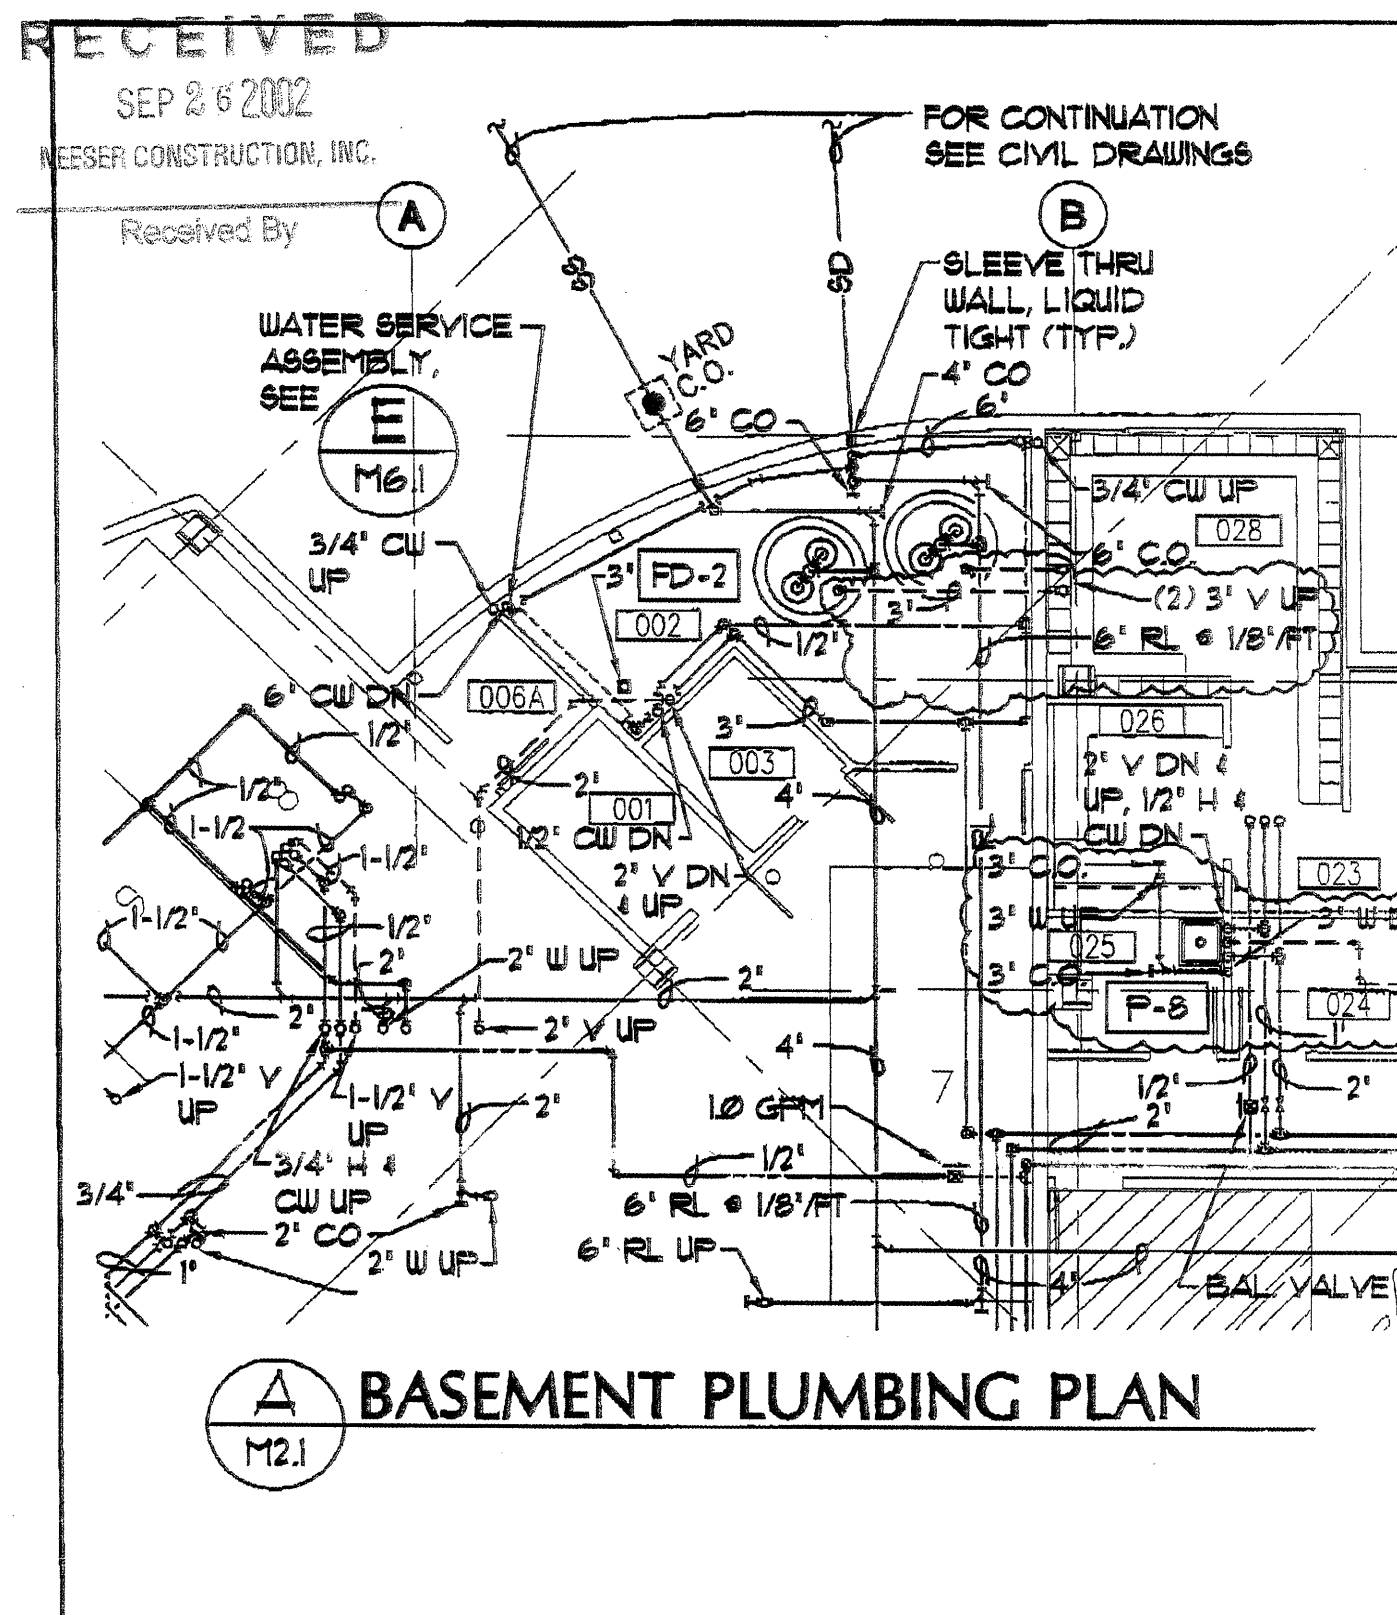 RECEIVED
SEP 26 2002
NEESER CONSTRUCTION, INC.
Received By
FOR CONTINUATION
SEE CIVIL DRAWINGS
A
B
SS
SD
SLEEVE THRU
WALL, LIQUID
TIGHT (TYP.)
WATER SERVICE
ASSEMBLY,
SEE
E
M6.1
YARD
C.O.
4" CO
6"
6" CO
3/4" CW UP
028
3/4" CW
UP
3"
FD-2
6" C.O.
(2) 3" V UP
3"
002
1/2"
6" RL @ 1/8"/FT
6" CW DN
006A
1/2"
3"
026
003
2" V DN &
UP, 1/2" H &
CW DN
1/2"
2"
001
4"
1-1/2
1/2" CW DN
1-1/2"
2" V DN
& UP
RL
3" C.O.
023
1-1/2"
1/2"
3" W UP
3" W
025
2"
2" W UP
2"
3" C.O.
P-8
024
2"
2" V UP
1"
1-1/2"
4"
1-1/2" V
UP
1-1/2" V
UP
2"
1.0 GPM
1/2"
2"
2"
3/4" H &
CW UP
1/2"
3/4"
6" RL @ 1/8"/FT
2" CO
6" RL UP
2" W UP
1"
4"
BAL. VALVE
A
M2.1
BASEMENT PLUMBING PLAN